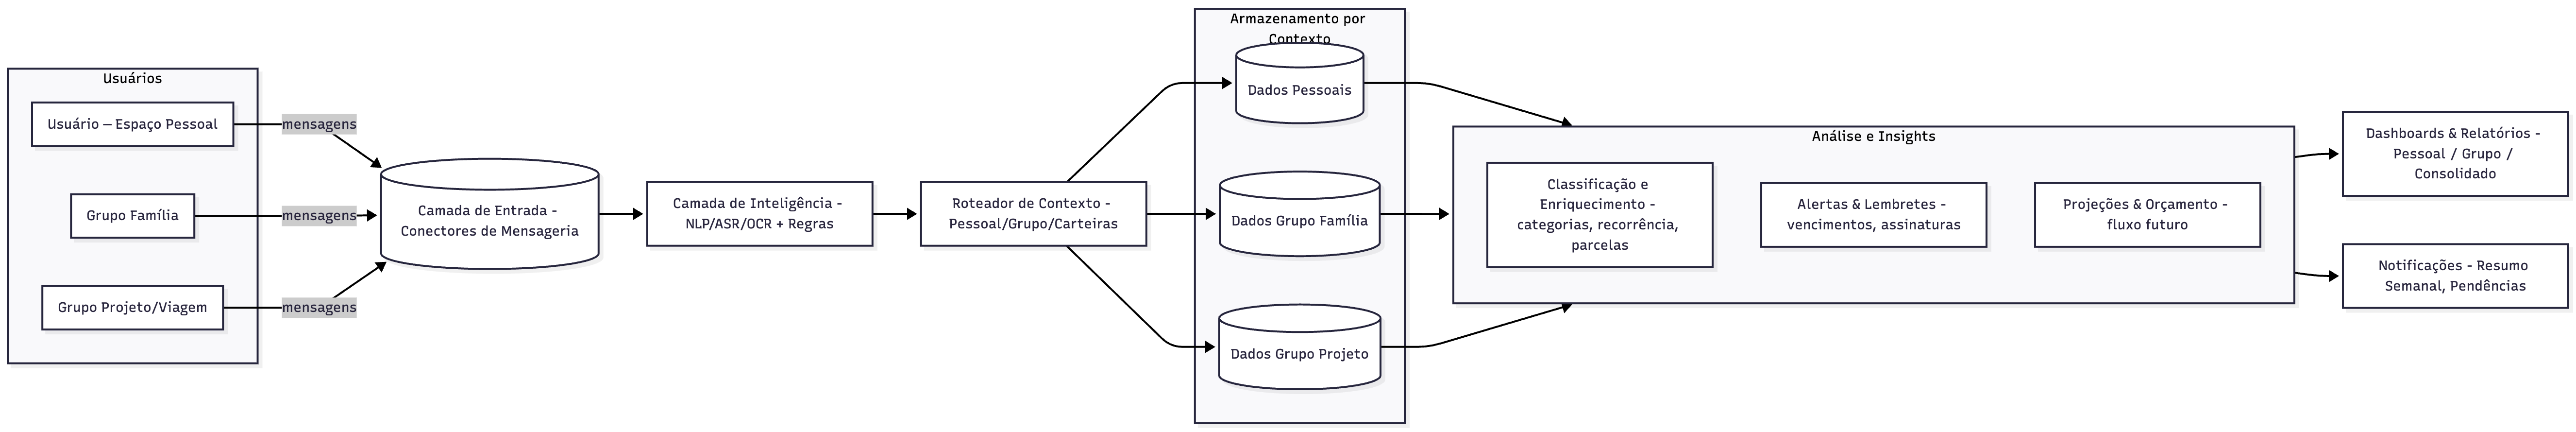 Usuários
Usuário — Espaço Pessoal
Grupo Família
Grupo Projeto/Viagem
mensagens
mensagens
mensagens
Camada de Entrada -
Conectores de Mensageria
Camada de Inteligência -
NLP/ASR/OCR + Regras
Roteador de Contexto -
Pessoal/Grupo/Carteiras
Armazenamento por
Contexto
Dados Pessoais
Dados Grupo Família
Dados Grupo Projeto
Análise e Insights
Classificação e
Enriquecimento -
categorias, recorrência,
parcelas
Alertas & Lembretes -
vencimentos, assinaturas
Projeções & Orçamento -
fluxo futuro
Dashboards & Relatórios -
Pessoal / Grupo /
Consolidado
Notificações - Resumo
Semanal, Pendências